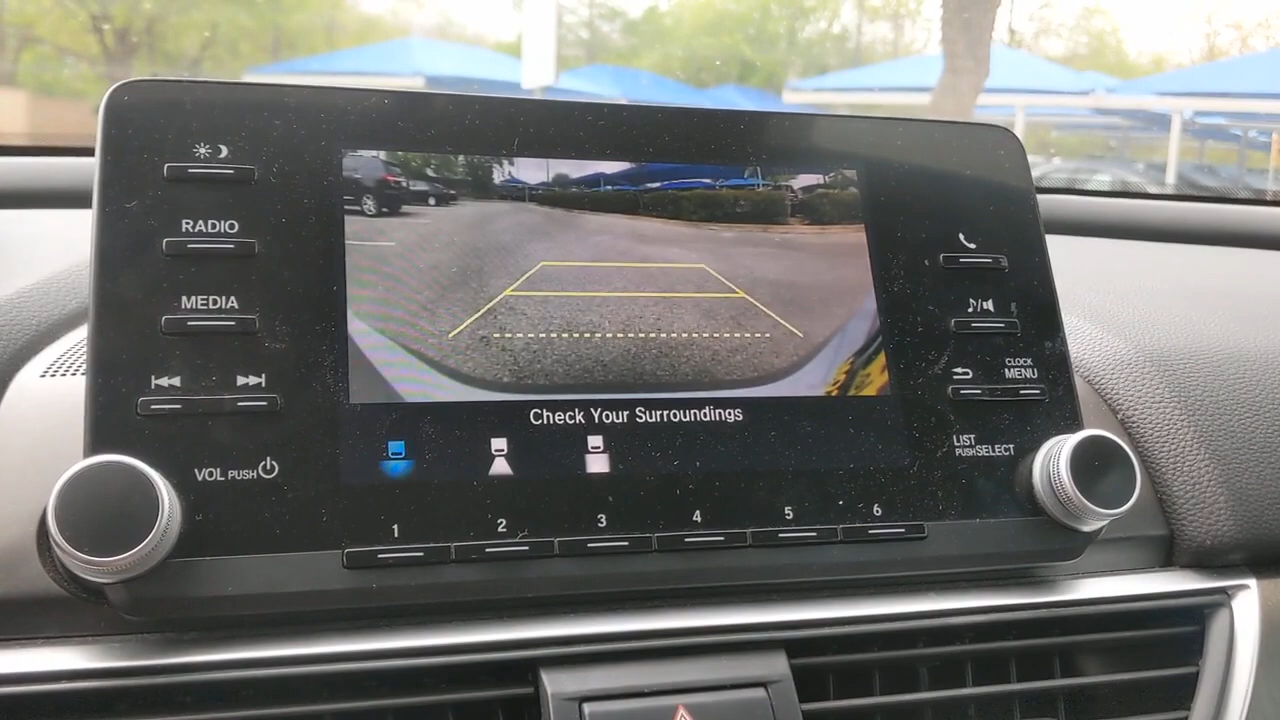 RADIO
MEDIA
VOL PUSH
Check Your Surroundings
1 2 3 4 5 6
CLOCK
MENU
LIST
PUSH SELECT